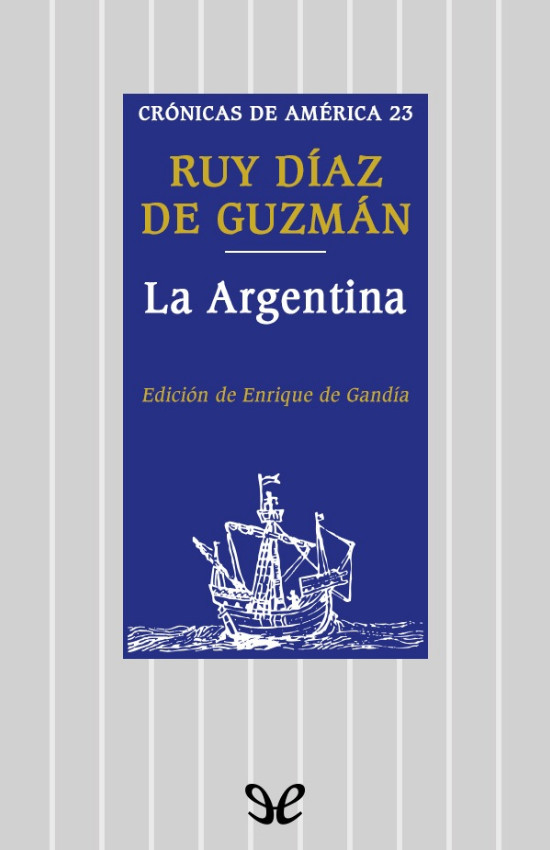 CRÓNICAS DE AMÉRICA 23
RUY DÍAZ
DE GUZMÁN
La Argentina
Edición de Enrique de Gandía